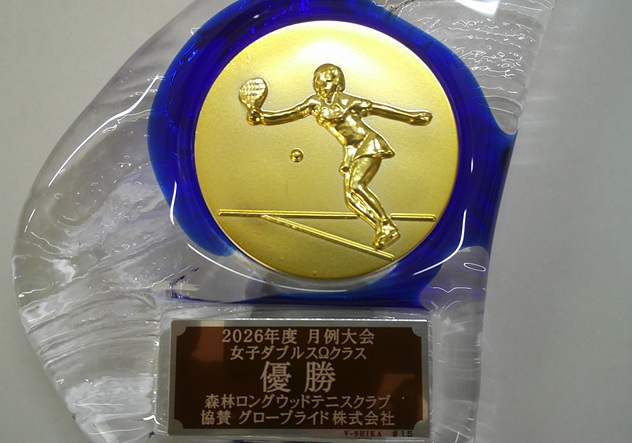 2026年度 月例大会
女子ダブルスΩクラス
優勝
森林ロングウッドテニスクラブ
協賛 グローブライド株式会社
V-SHIKA #15